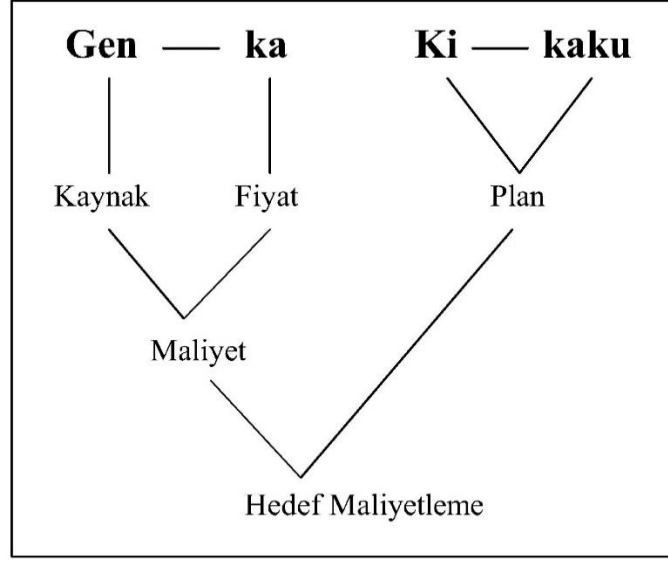 Gen — ka Ki — kaku
Kaynak Fiyat Plan
Maliyet
Hedef Maliyetleme